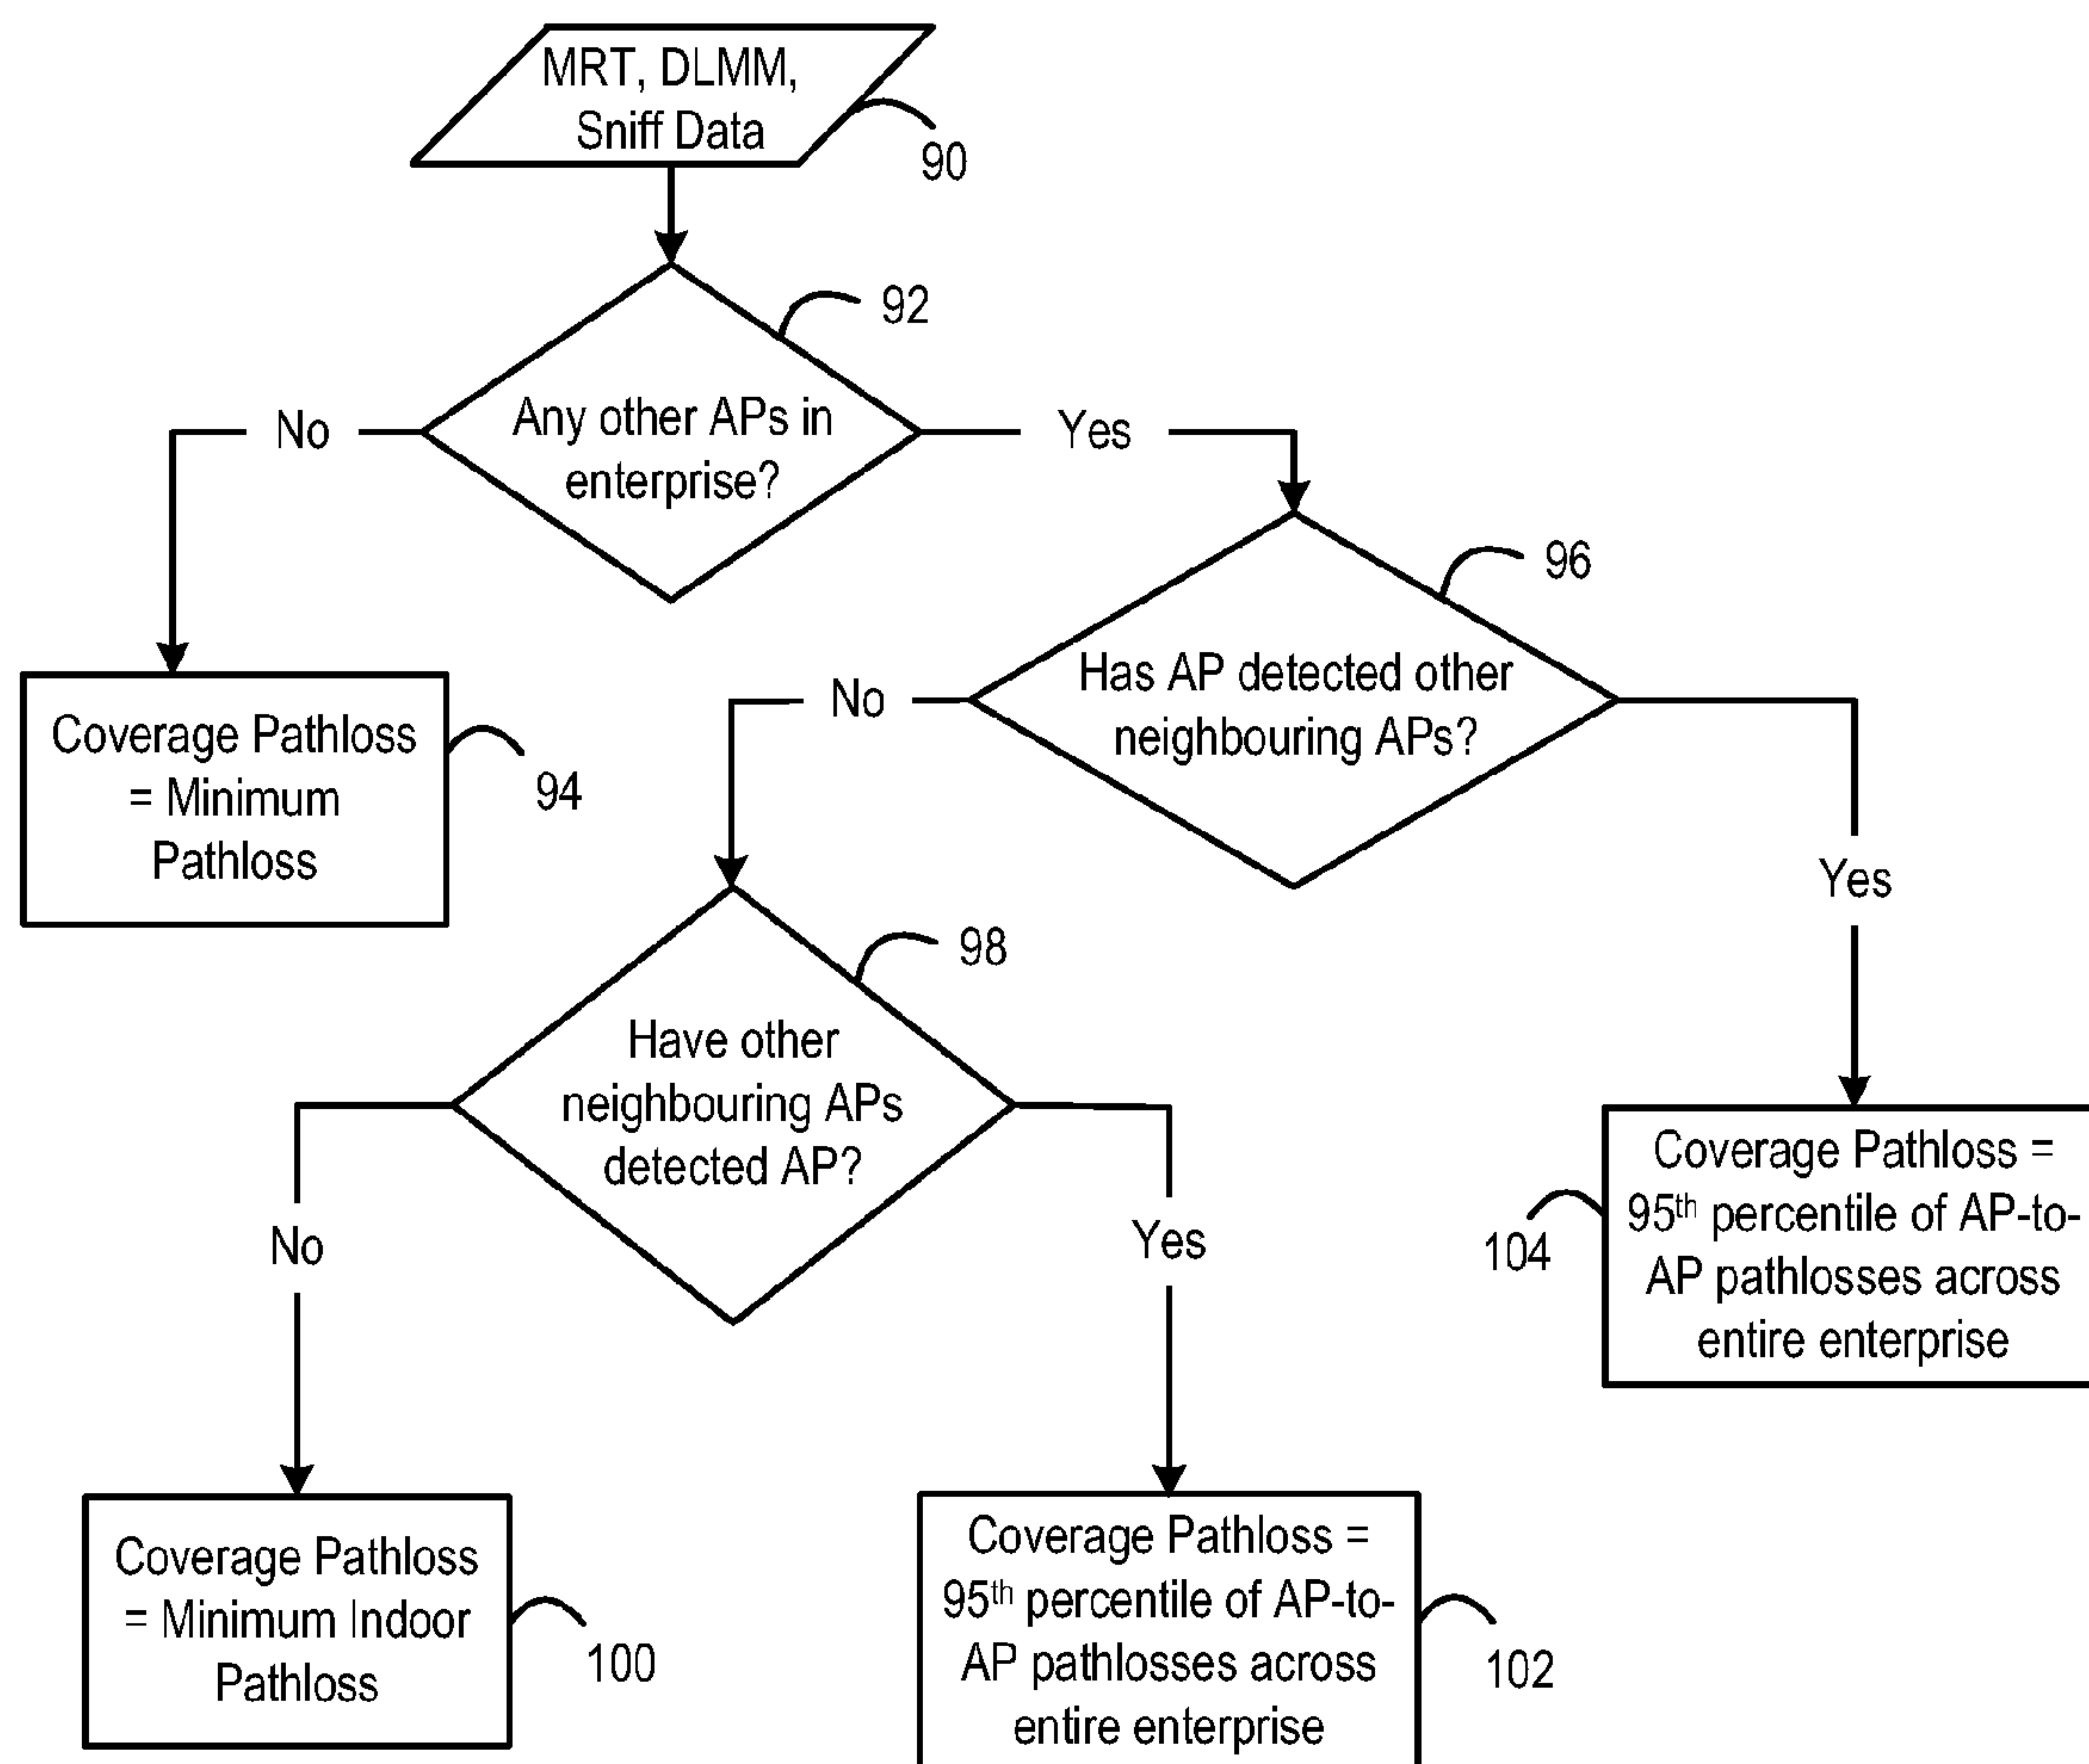 MRT, DLMM,
Sniff Data
90
92
Any other APs in
enterprise?
No
Yes
96
Has AP detected other
neighbouring APs?
No
Yes
Coverage Pathloss
= Minimum
Pathloss
94
98
Have other
neighbouring APs
detected AP?
No
Yes
Coverage Pathloss =
95th percentile of AP-to-
AP pathlosses across
entire enterprise
104
Coverage Pathloss
= Minimum Indoor
Pathloss
100
Coverage Pathloss =
95th percentile of AP-to-
AP pathlosses across
entire enterprise
102